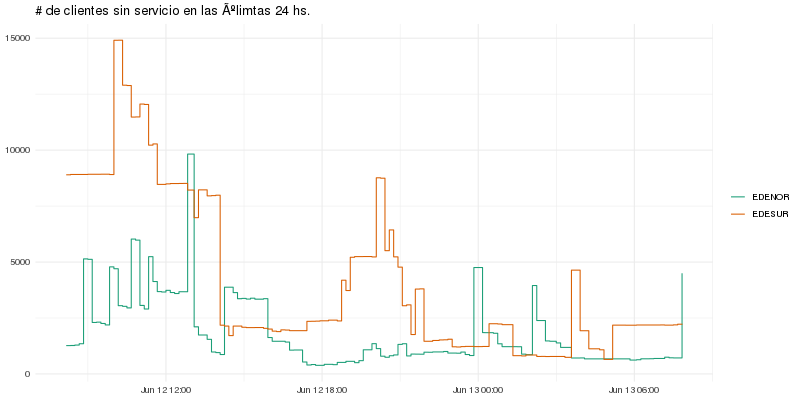 # de clientes sin servicio en las Ãºlimtas 24 hs.
15000
10000
5000
0
Jun 12 12:00
Jun 12 18:00
Jun 13 00:00
Jun 13 06:00
EDENOR
EDESUR